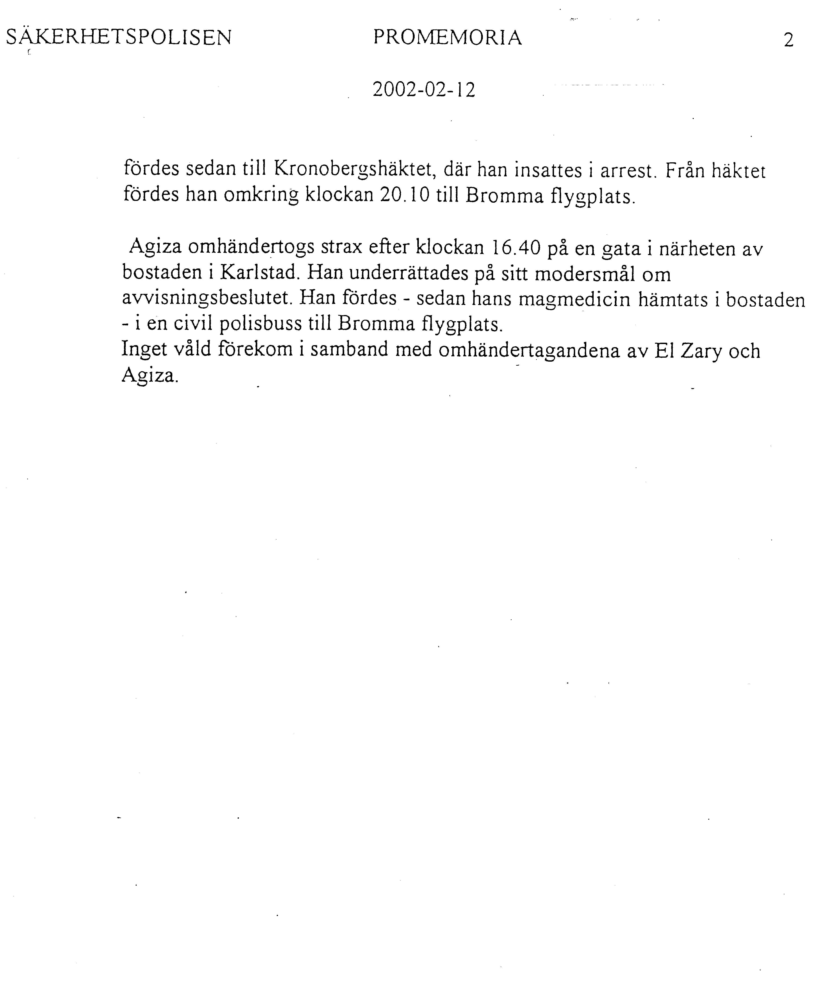 SÄKERHETSPOLISEN PROMEMORIA 2
2002-02-12
fördes sedan till Kronobergshäktet, där han insattes i arrest. Från häktet
fördes han omkring klockan 20.10 till Bromma flygplats.
Agiza omhändertogs strax efter klockan 16.40 på en gata i närheten av
bostaden i Karlstad. Han underrättades på sitt modersmål om
avvisningsbeslutet. Han fördes - sedan hans magmedicin hämtats i bostaden
- i en civil polisbuss till Bromma flygplats.
Inget våld förekom i samband med omhändertagandena av El Zary och
Agiza.